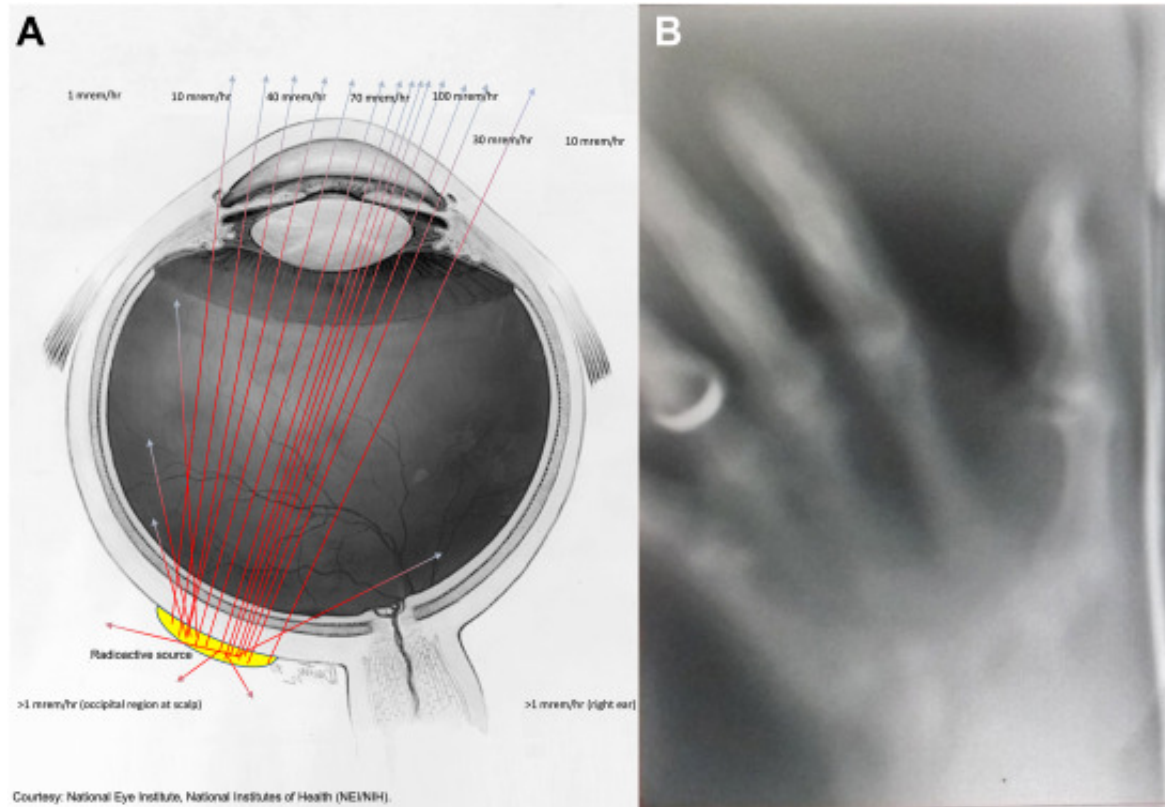 A
B
1 mrem/hr 10 mrem/hr 40 mrem/hr 70 mrem/hr 100 mrem/hr
30 mrem/hr 10 mrem/hr
Radioactive source
>1 mrem/hr (occipital region at scalp) >1 mrem/hr (right ear)
Courtesy: National Eye Institute, National Institutes of Health (NEI/NIH).